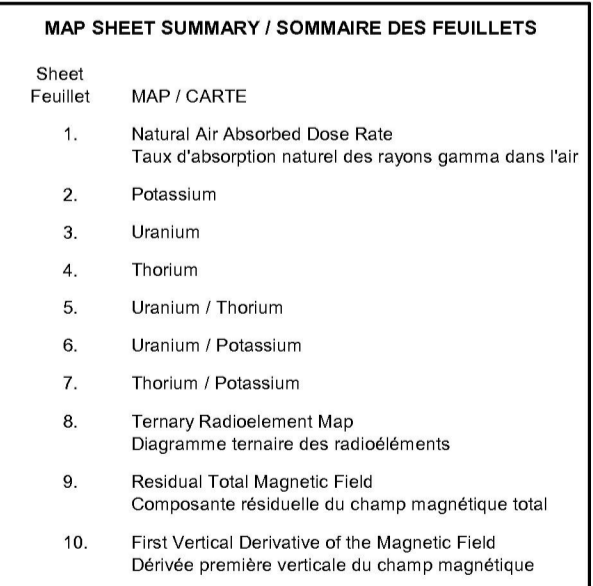 MAP SHEET SUMMARY / SOMMAIRE DES FEUILLETS
Sheet
Feuillet MAP / CARTE
1. Natural Air Absorbed Dose Rate
Taux d'absorption naturel des rayons gamma dans l'air
2. Potassium
3. Uranium
4. Thorium
5. Uranium / Thorium
6. Uranium / Potassium
7. Thorium / Potassium
8. Ternary Radioelement Map
Diagramme ternaire des radioéléments
9. Residual Total Magnetic Field
Composante résiduelle du champ magnétique total
10. First Vertical Derivative of the Magnetic Field
Dérivée première verticale du champ magnétique